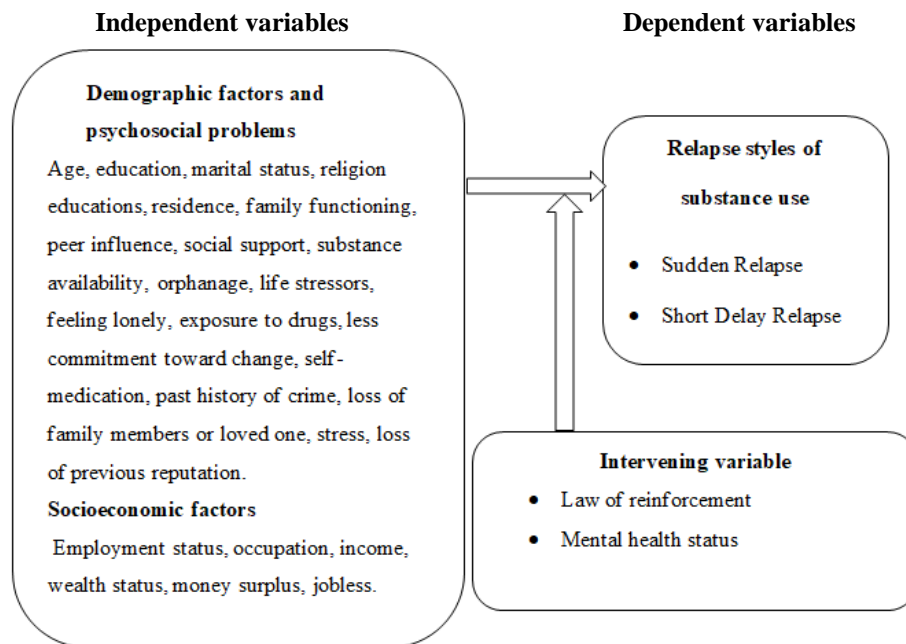 Independent variables
Dependent variables
Demographic factors and
psychosocial problems
Age, education, marital status, religion
educations, residence, family functioning,
peer influence, social support, substance
availability, orphanage, life stressors,
feeling lonely, exposure to drugs, less
commitment toward change, self-
medication, past history of crime, loss of
family members or loved one, stress, loss
of previous reputation.
Socioeconomic factors
Employment status, occupation, income,
wealth status, money surplus, jobless.
Relapse styles of
substance use
• Sudden Relapse
• Short Delay Relapse
Intervening variable
• Law of reinforcement
• Mental health status